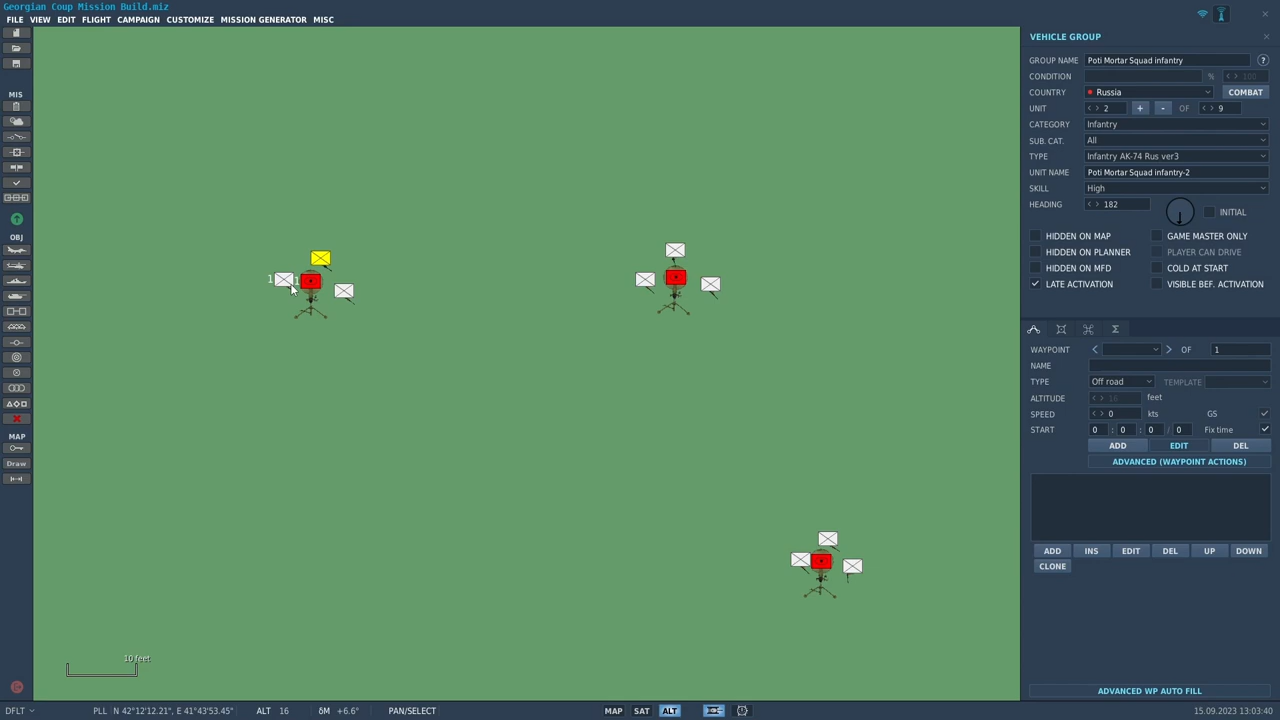 Georgian Coup Mission Build.miz
FILE VIEW EDIT FLIGHT CAMPAIGN CUSTOMIZE MISSION GENERATOR MISC
MIS
OBJ
MAP
Draw
1
10 feet
VEHICLE GROUP
GROUP NAME Poti Mortar Squad infantry ?
CONDITION % 100
COUNTRY Russia COMBAT
UNIT 2 + - OF 9
CATEGORY Infantry
SUB. CAT. All
TYPE Infantry AK-74 Rus ver3
UNIT NAME Poti Mortar Squad infantry-2
SKILL High
HEADING 182 INITIAL
HIDDEN ON MAP GAME MASTER ONLY
HIDDEN ON PLANNER PLAYER CAN DRIVE
HIDDEN ON MFD COLD AT START
LATE ACTIVATION VISIBLE BEF. ACTIVATION
WAYPOINT OF 1
NAME
TYPE Off road TEMPLATE
ALTITUDE 16 feet
SPEED 0 kts GS
START 0 : 0 : 0 / 0 Fix time
ADD EDIT DEL
ADVANCED (WAYPOINT ACTIONS)
ADD INS EDIT DEL UP DOWN
CLONE
ADVANCED WP AUTO FILL
DFLT PLL N 42°12'12.21", E 41°43'53.45" ALT 16 δM +6.6° PAN/SELECT MAP SAT ALT 15.09.2023 13:03:40